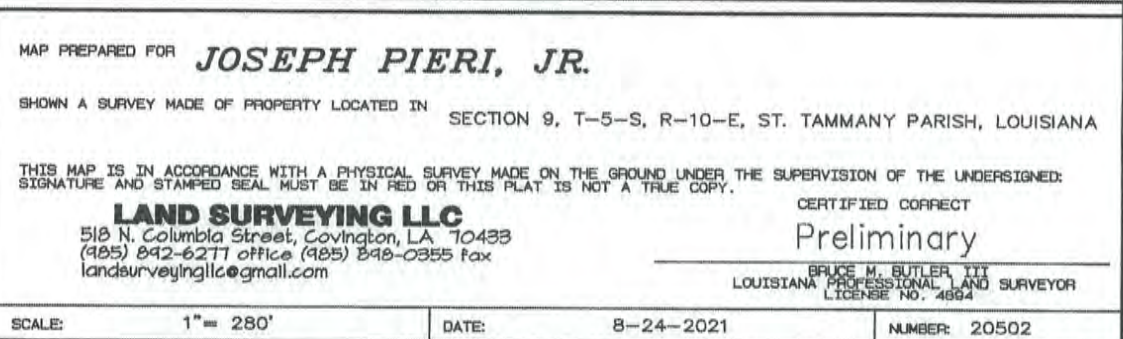 MAP PREPARED FOR JOSEPH PIERI, JR.
SHOWN A SURVEY MADE OF PROPERTY LOCATED IN SECTION 9, T-5-S, R-10-E, ST. TAMMANY PARISH, LOUISIANA
THIS MAP IS IN ACCORDANCE WITH A PHYSICAL SURVEY MADE ON THE GROUND UNDER THE SUPERVISION OF THE UNDERSIGNED:
SIGNATURE AND STAMPED SEAL MUST BE IN RED OR THIS PLAT IS NOT A TRUE COPY.
LAND SURVEYING LLC
518 N. Columbia Street, Covington, LA 70433
(985) 892-6277 office (985) 898-0355 fax
landsurveyingllc@gmail.com
CERTIFIED CORRECT
Preliminary
BRUCE M. BUTLER, III
LOUISIANA PROFESSIONAL LAND SURVEYOR
LICENSE NO. 4894
SCALE: 1"= 280' DATE: 8-24-2021 NUMBER: 20502